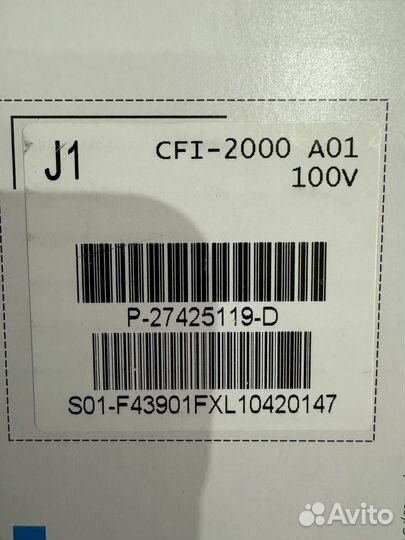 J1
CFI-2000 A01
100V
P-27425119-D
S01-F43901FXL10420147
Avito